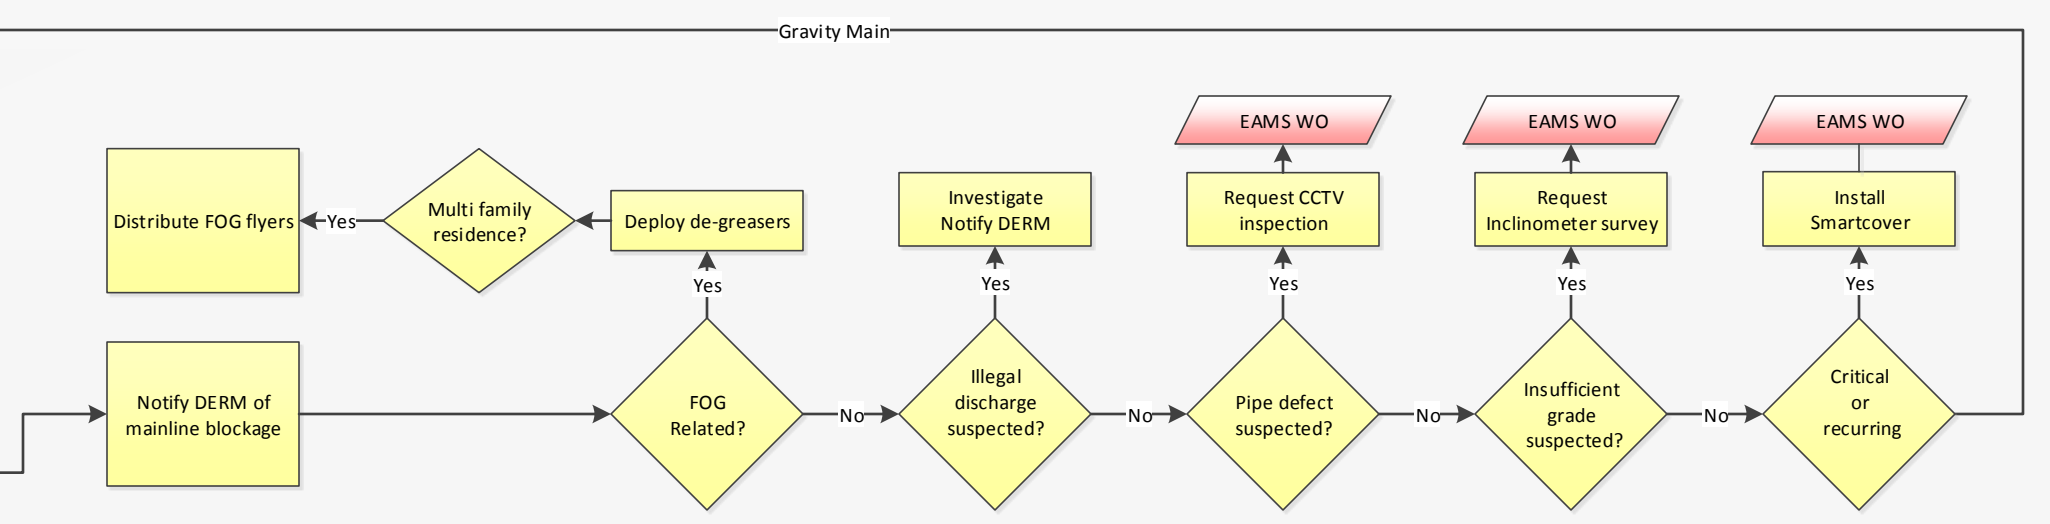 Gravity Main
EAMS WO
EAMS WO
EAMS WO
Distribute FOG flyers
Yes
Multi family
residence?
Deploy de-greasers
Investigate
Notify DERM
Request CCTV
inspection
Request
Inclinometer survey
Install
Smartcover
Yes
Yes
Yes
Yes
Yes
Notify DERM of
mainline blockage
FOG
Related?
No
Illegal
discharge
suspected?
No
Pipe defect
suspected?
No
Insufficient
grade
suspected?
No
Critical
or
recurring